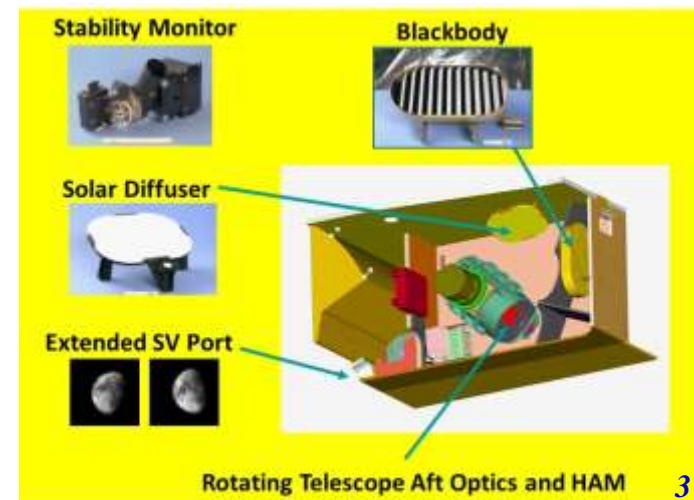 Stability Monitor
Blackbody
Solar Diffuser
Extended SV Port
Rotating Telescope Aft Optics and HAM
3